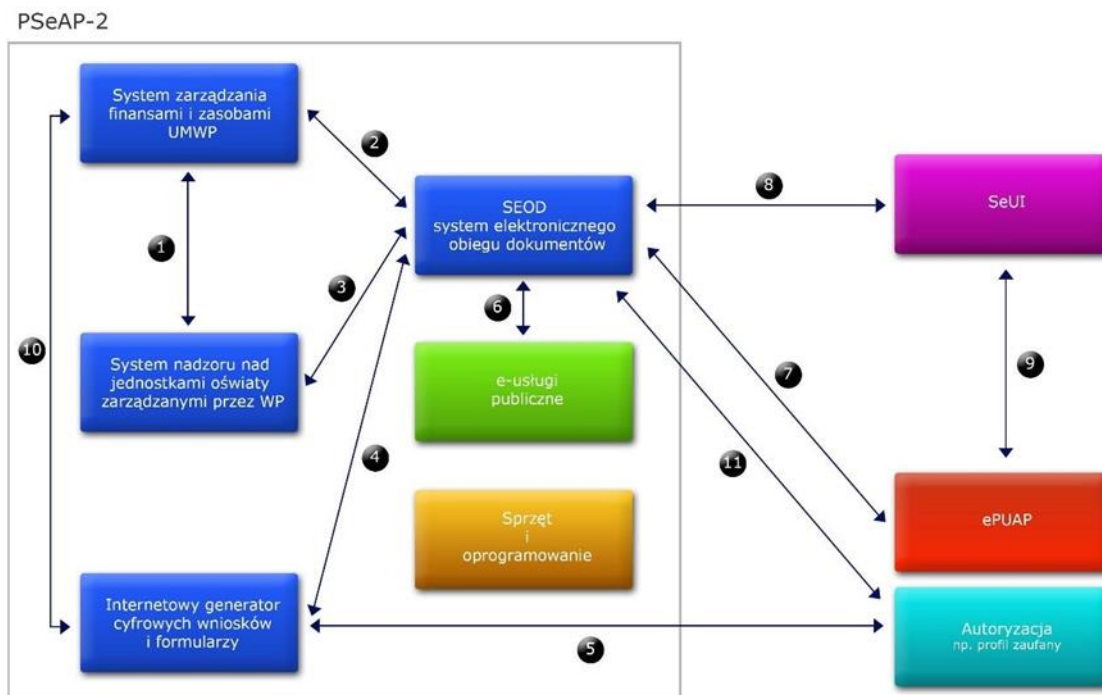 PSeAP-2
System zarządzania
finansami i zasobami
UMWP
2
8
SEOD
system elektronicznego
obiegu dokumentów
SeUI
1
3
6
10
System nadzoru nad
jednostkami oświaty
zarządzanymi przez WP
e-usługi
publiczne
7
9
4
11
Sprzęt
i
oprogramowanie
ePUAP
Internetowy generator
cyfrowych wniosków
i formularzy
5
Autoryzacja
np. profil zaufany